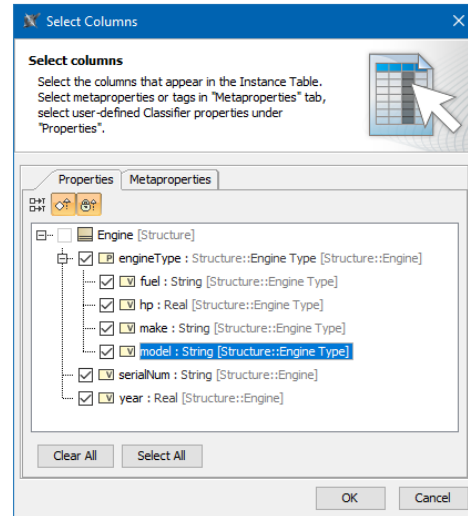 Select Columns
Select columns
Select the columns that appear in the Instance Table.
Select metaproperties or tags in "Metaproperties" tab,
select user-defined Classifier properties under
"Properties".
Properties Metaproperties
Engine [Structure]
P engineType : Structure::Engine Type [Structure::Engine]
V fuel : String [Structure::Engine Type]
V hp : Real [Structure::Engine Type]
V make : String [Structure::Engine Type]
V model : String [Structure::Engine Type]
V serialNum : String [Structure::Engine]
V year : Real [Structure::Engine]
Clear All Select All
OK Cancel